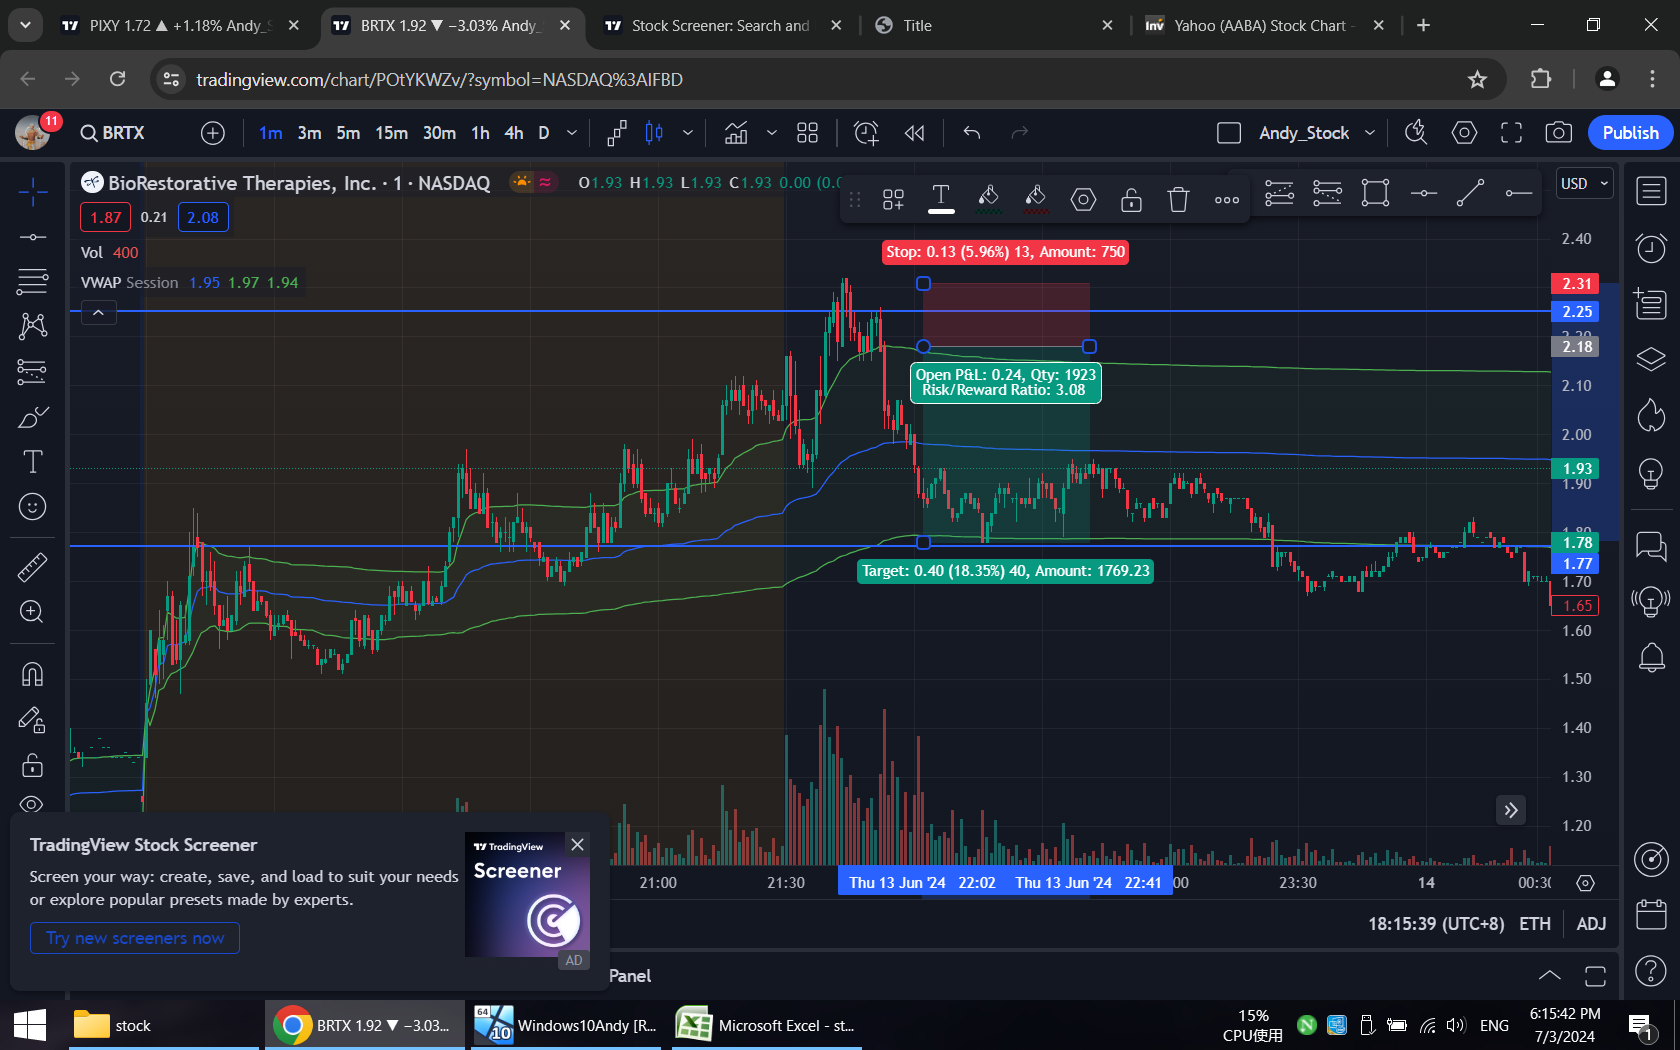 PIXY 1.72 ▲ +1.18% Andy_
BRTX 1.92 ▼ −3.03% Andy_
Stock Screener: Search and
Title
Inv Yahoo (AABA) Stock Chart -
tradingview.com/chart/POtYKWZv/?symbol=NASDAQ%3AIFBD
11
BRTX
1m 3m 5m 15m 30m 1h 4h D
Andy_Stock
Publish
BioRestorative Therapies, Inc. · 1 · NASDAQ
O1.93 H1.93 L1.93 C1.93 0.00 (0.0
USD
1.87 0.21 2.08
Vol 400
VWAP Session 1.95 1.97 1.94
Stop: 0.13 (5.96%) 13, Amount: 750
Open P&L: 0.24, Qty: 1923
Risk/Reward Ratio: 3.08
Target: 0.40 (18.35%) 40, Amount: 1769.23
2.40
2.31
2.25
2.20
2.18
2.10
2.00
1.93
1.90
1.80
1.78
1.77
1.70
1.65
1.60
1.50
1.40
1.30
1.20
21:00
21:30
Thu 13 Jun '24 22:02
Thu 13 Jun '24 22:41
:00
23:30
14
00:30
18:15:39 (UTC+8) ETH ADJ
Panel
TradingView Stock Screener
Screen your way: create, save, and load to suit your needs
or explore popular presets made by experts.
Try new screeners now
TradingView
Screener
AD
stock
BRTX 1.92 ▼ −3.03...
64
10
Windows10Andy [R...
Microsoft Excel - st...
15%
CPU使用
N
ENG
6:15:42 PM
7/3/2024
1